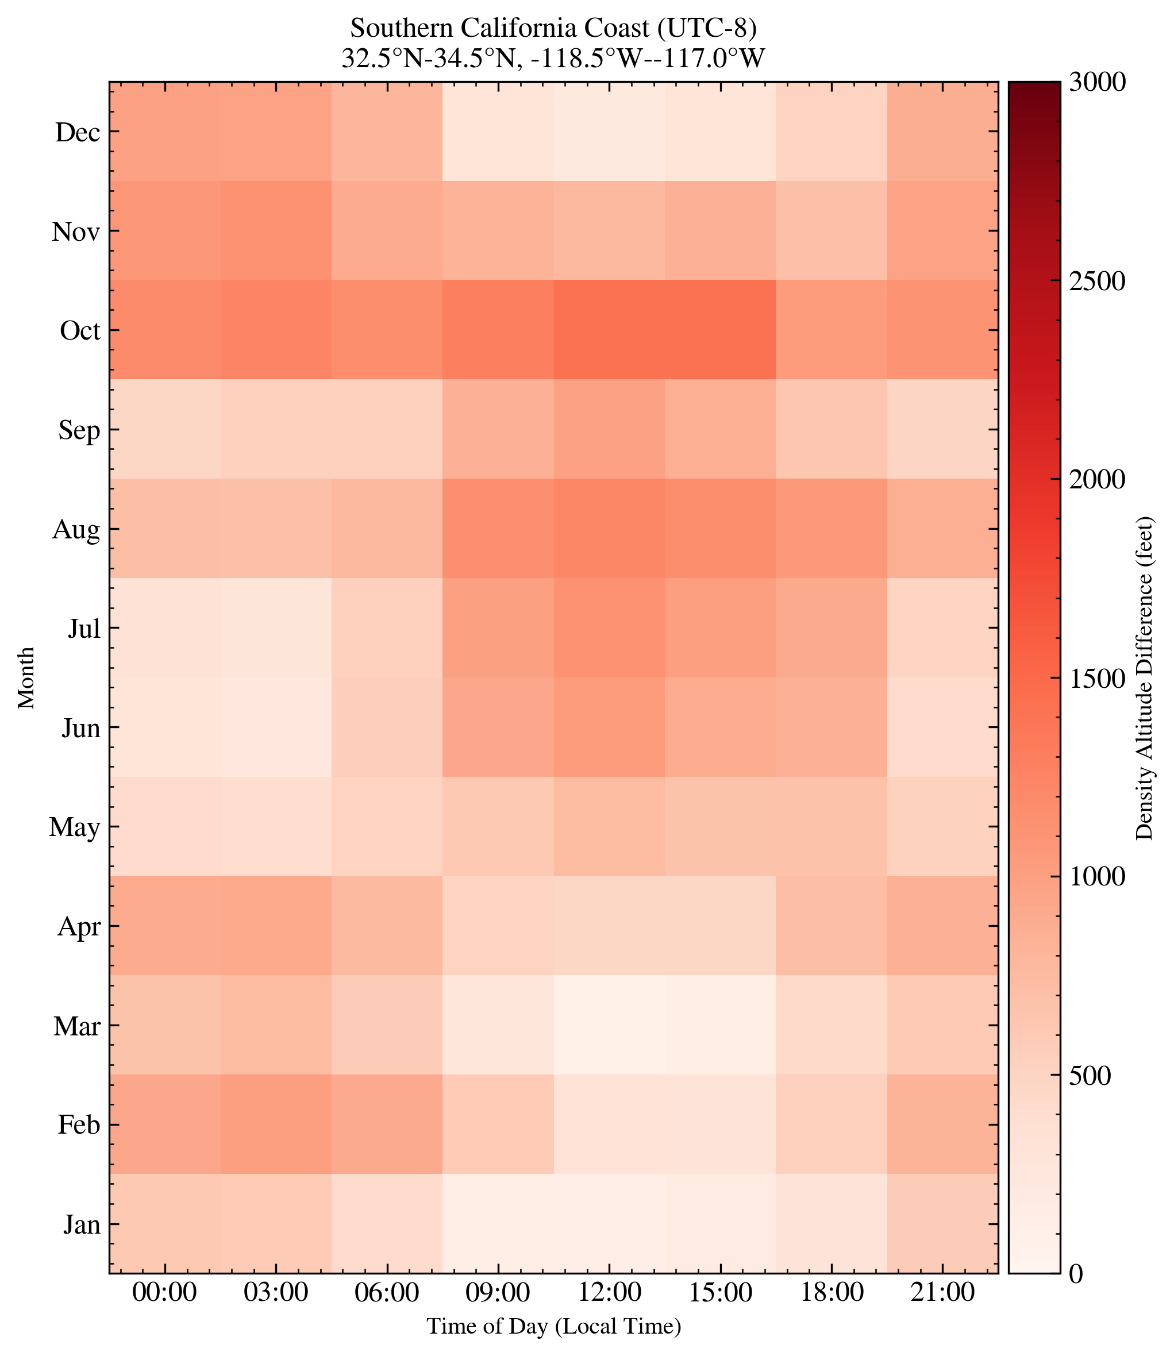 Southern California Coast (UTC-8)
32.5°N-34.5°N, -118.5°W--117.0°W
Dec
Nov
Oct
Sep
Aug
Jul
Jun
May
Apr
Mar
Feb
Jan
Month
00:00 03:00 06:00 09:00 12:00 15:00 18:00 21:00
Time of Day (Local Time)
3000
2500
2000
1500
1000
500
0
Density Altitude Difference (feet)